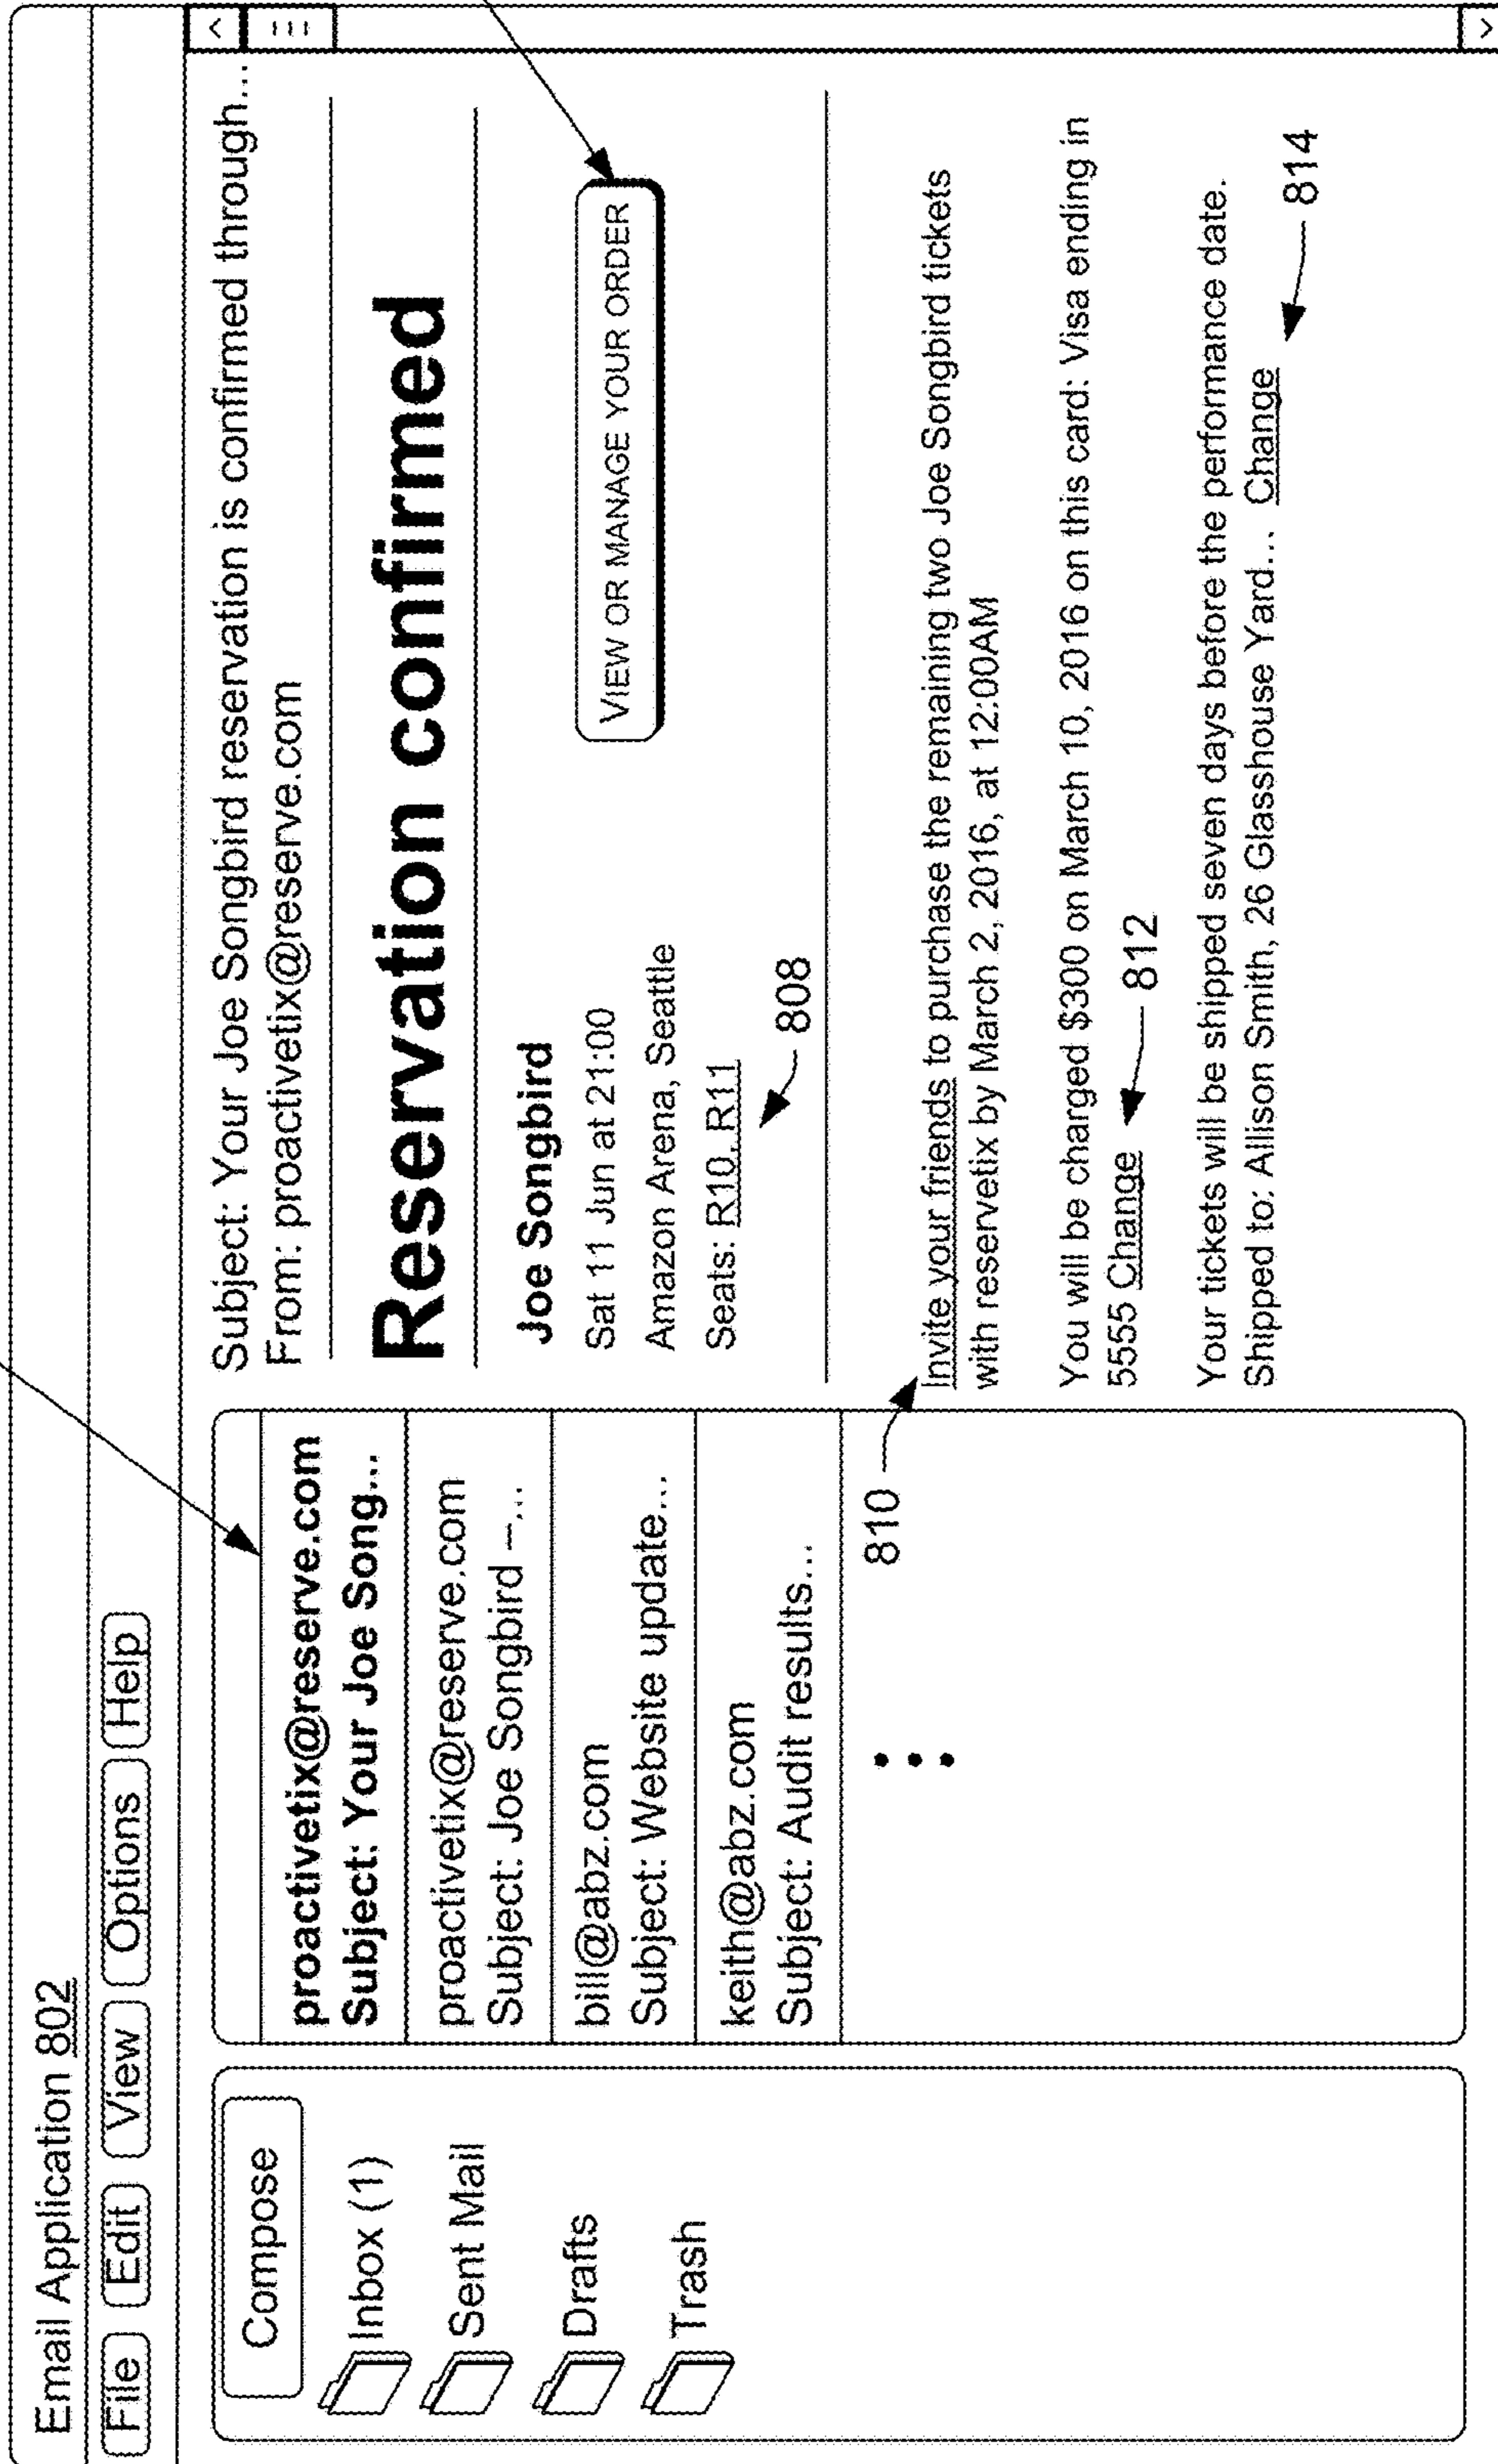 Email Application 802
File Edit View Options Help
Compose
Inbox (1)
Sent Mail
Drafts
Trash
proactivetix@reserve.com
Subject: Your Joe Song...
proactivetix@reserve.com
Subject: Joe Songbird –...
bill@abz.com
Subject: Website update...
keith@abz.com
Subject: Audit results...
810
Subject: Your Joe Songbird reservation is confirmed through...
From: proactivetix@reserve.com
Reservation confirmed
Joe Songbird
Sat 11 Jun at 21:00
Amazon Arena, Seattle
Seats: R10, R11
808
VIEW OR MANAGE YOUR ORDER
Invite your friends to purchase the remaining two Joe Songbird tickets
with reservetix by March 2, 2016, at 12:00AM
You will be charged $300 on March 10, 2016 on this card: Visa ending in
5555 Change
812
Your tickets will be shipped seven days before the performance date.
Shipped to: Allison Smith, 26 Glasshouse Yard... Change
814